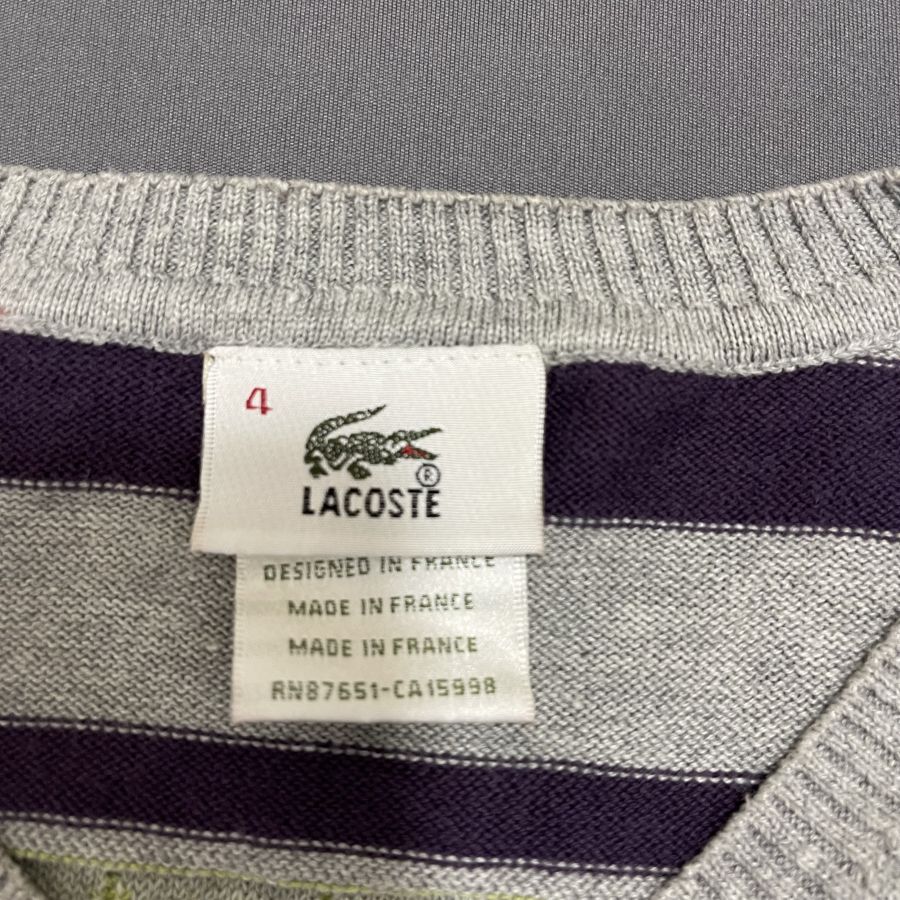 4
®
LACOSTE
DESIGNED IN FRANCE
MADE IN FRANCE
MADE IN FRANCE
RN87651-CA15998